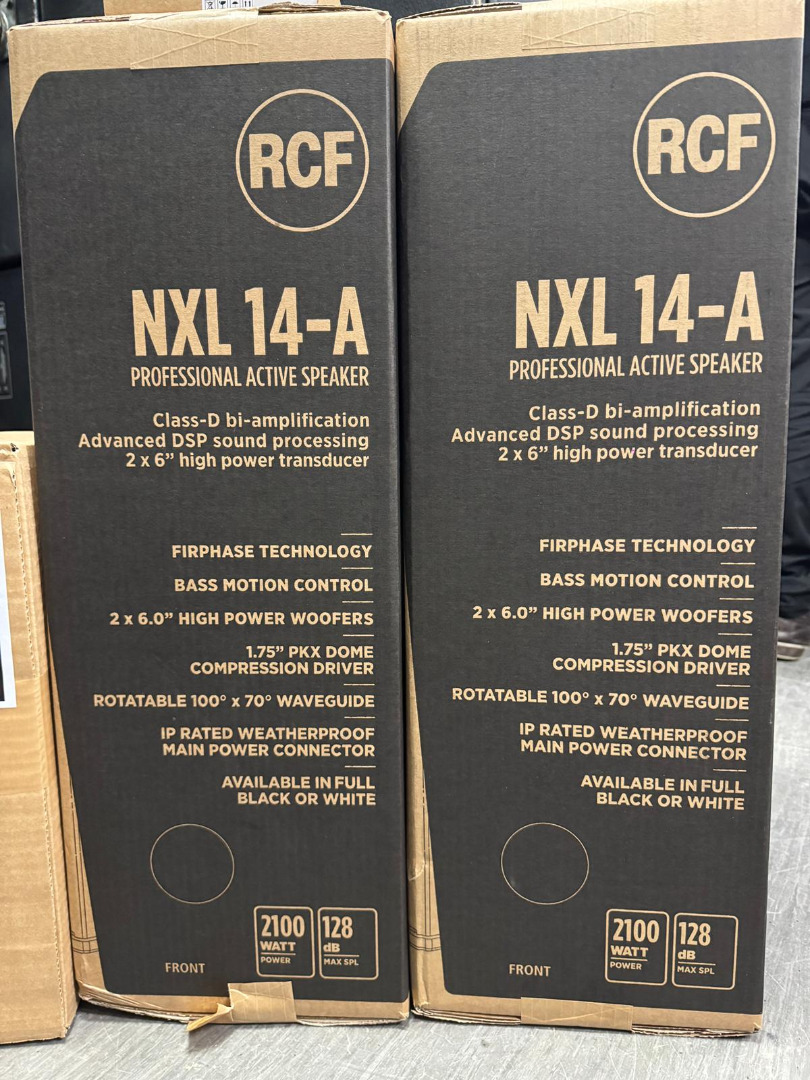 RCF
NXL 14-A
PROFESSIONAL ACTIVE SPEAKER
Class-D bi-amplification
Advanced DSP sound processing
2 x 6” high power transducer
FIRPHASE TECHNOLOGY
BASS MOTION CONTROL
2 x 6.0” HIGH POWER WOOFERS
1.75” PKX DOME
COMPRESSION DRIVER
ROTATABLE 100° x 70° WAVEGUIDE
IP RATED WEATHERPROOF
MAIN POWER CONNECTOR
AVAILABLE IN FULL
BLACK OR WHITE
2100
WATT
POWER
128
dB
MAX SPL
FRONT
RCF
NXL 14-A
PROFESSIONAL ACTIVE SPEAKER
Class-D bi-amplification
Advanced DSP sound processing
2 x 6” high power transducer
FIRPHASE TECHNOLOGY
BASS MOTION CONTROL
2 x 6.0” HIGH POWER WOOFERS
1.75” PKX DOME
COMPRESSION DRIVER
ROTATABLE 100° x 70° WAVEGUIDE
IP RATED WEATHERPROOF
MAIN POWER CONNECTOR
AVAILABLE IN FULL
BLACK OR WHITE
2100
WATT
POWER
128
dB
MAX SPL
FRONT